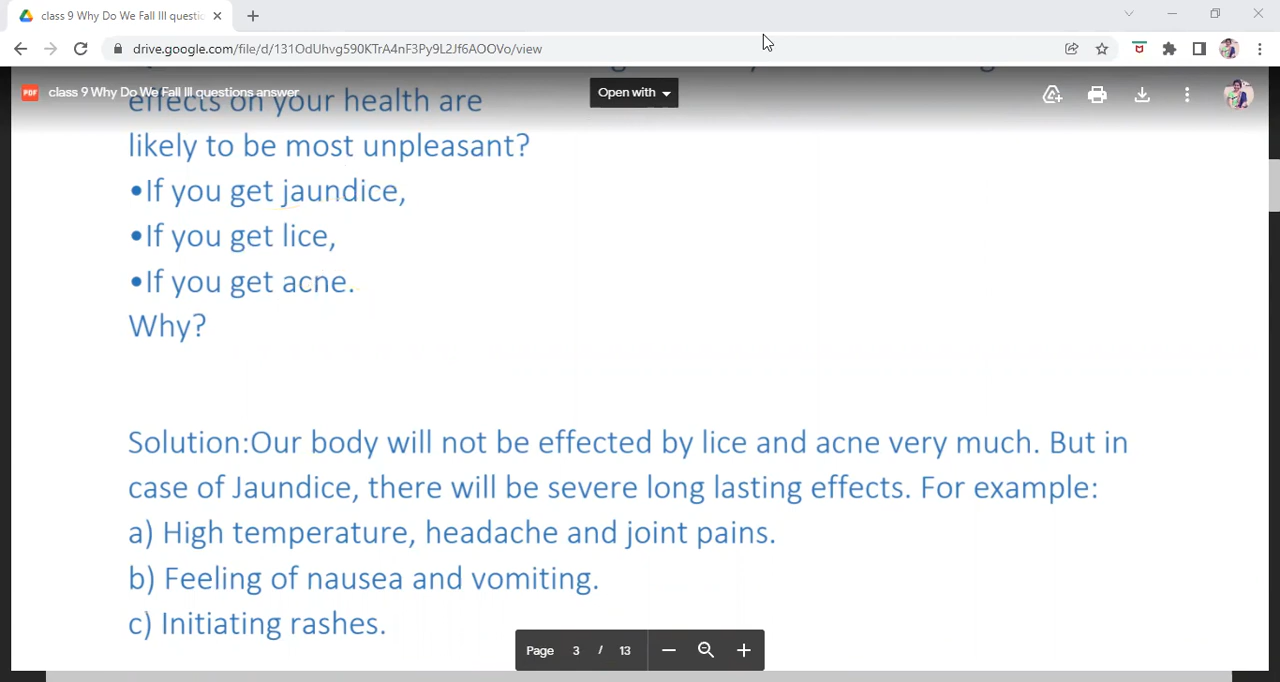 class 9 Why Do We Fall Ill questic
drive.google.com/file/d/131OdUhvg590KTrA4nF3Py9L2Jf6AOOVo/view
PDF
class 9 Why Do We Fall Ill questions answer
Open with
effects on your health are
likely to be most unpleasant?
•If you get jaundice,
•If you get lice,
•If you get acne.
Why?
Solution:Our body will not be effected by lice and acne very much. But in
case of Jaundice, there will be severe long lasting effects. For example:
a) High temperature, headache and joint pains.
b) Feeling of nausea and vomiting.
c) Initiating rashes.
Page 3 / 13